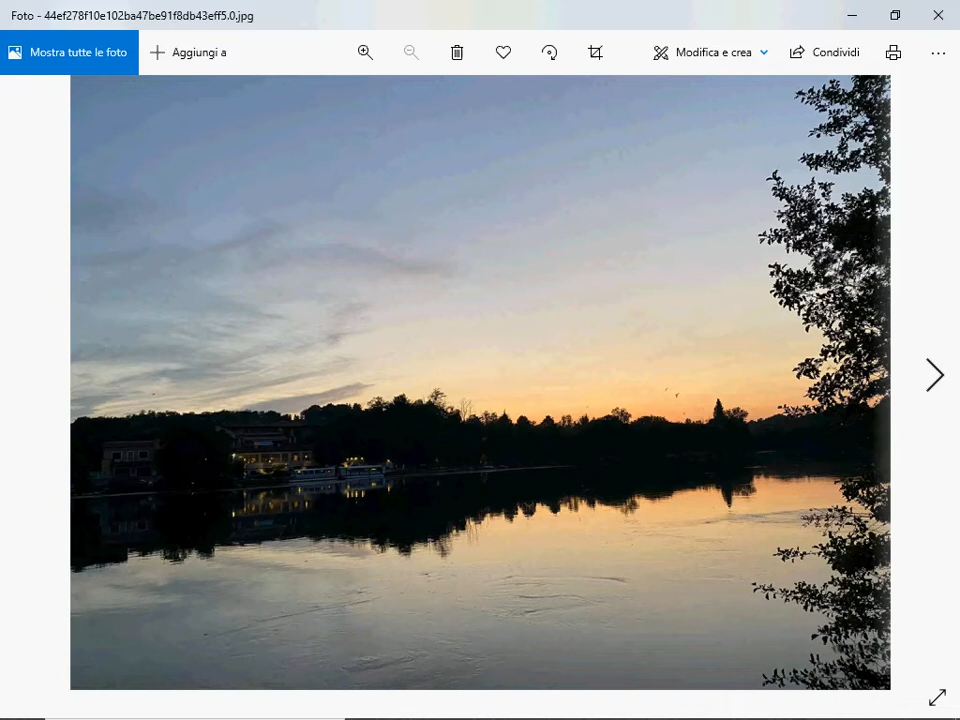 Foto - 44ef278f10e102ba47be91f8db43eff5.0.jpg
Mostra tutte le foto
Aggiungi a
Modifica e crea
Condividi